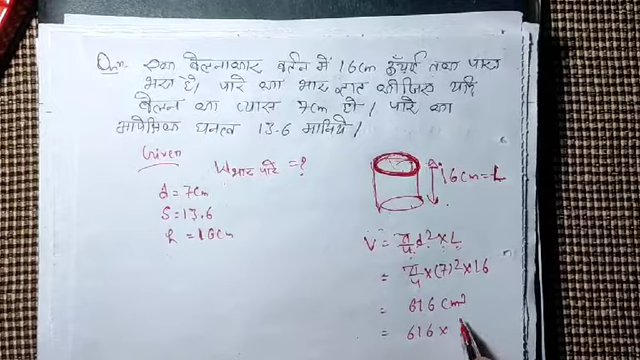 Qun. एक बेलनाकार बर्तन में 16cm ऊँचाई तक पारा
भरा है। पारे का भार ज्ञात कीजिए यदि
बेलन का व्यास 7cm हो। पारे का
आपेक्षिक घनत्व 13.6 मानिये।
Given
W भार पारे = ?
d = 7cm
S = 13.6
h = 16cm
16cm = L
V = π/4 d² × L
= π/4 × (7)² × 16
= 616 cm³
= 616 ×